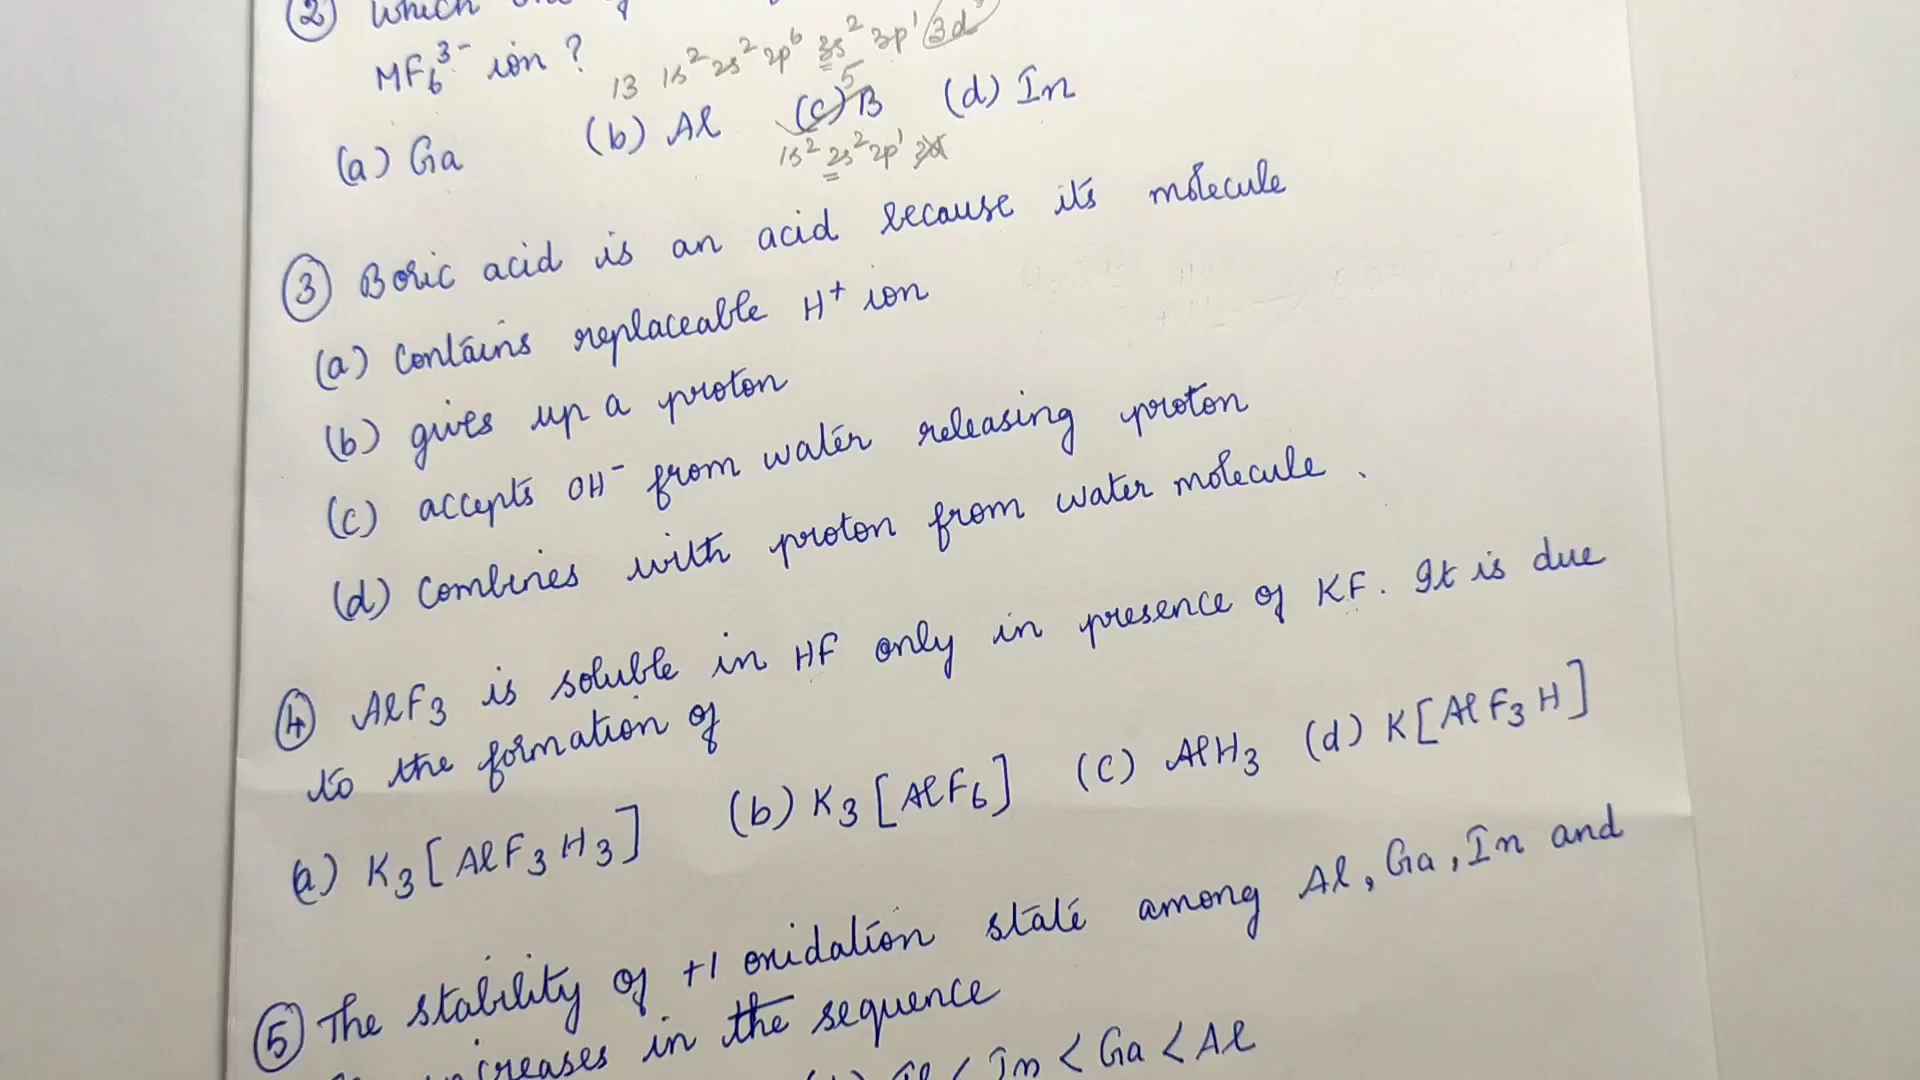 (2) Which
MF6^3- ion ? 13 1s² 2s² 2p⁶ 3s² 3p¹ 3d
(a) Ga (b) Al (c) B 5 (d) In
1s² 2s² 2p¹
(3) Boric acid is an acid because its molecule
(a) contains replaceable H⁺ ion
(b) gives up a proton
(c) accepts OH⁻ from water releasing proton
(d) combines with proton from water molecule.
(4) AlF₃ is soluble in HF only in presence of KF. It is due
to the formation of
(a) K₃[AlF₃H₃] (b) K₃[AlF₆] (C) AlH₃ (d) K[AlF₃H]
(5) The stability of +1 oxidation state among Al, Ga, In and
increases in the sequence
In < Ga < Al